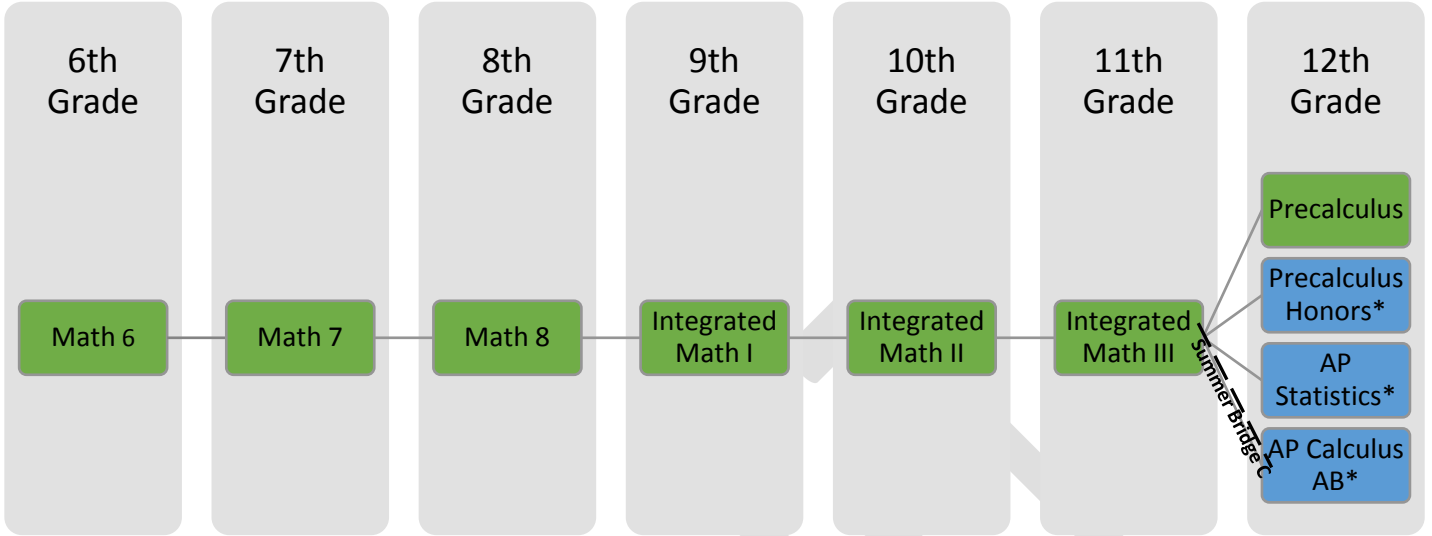 6th
Grade
7th
Grade
8th
Grade
9th
Grade
10th
Grade
11th
Grade
12th
Grade
Math 6
Math 7
Math 8
Integrated
Math I
Integrated
Math II
Integrated
Math III
Summer Bridge C
Precalculus
Precalculus
Honors*
AP
Statistics*
AP Calculus
AB*